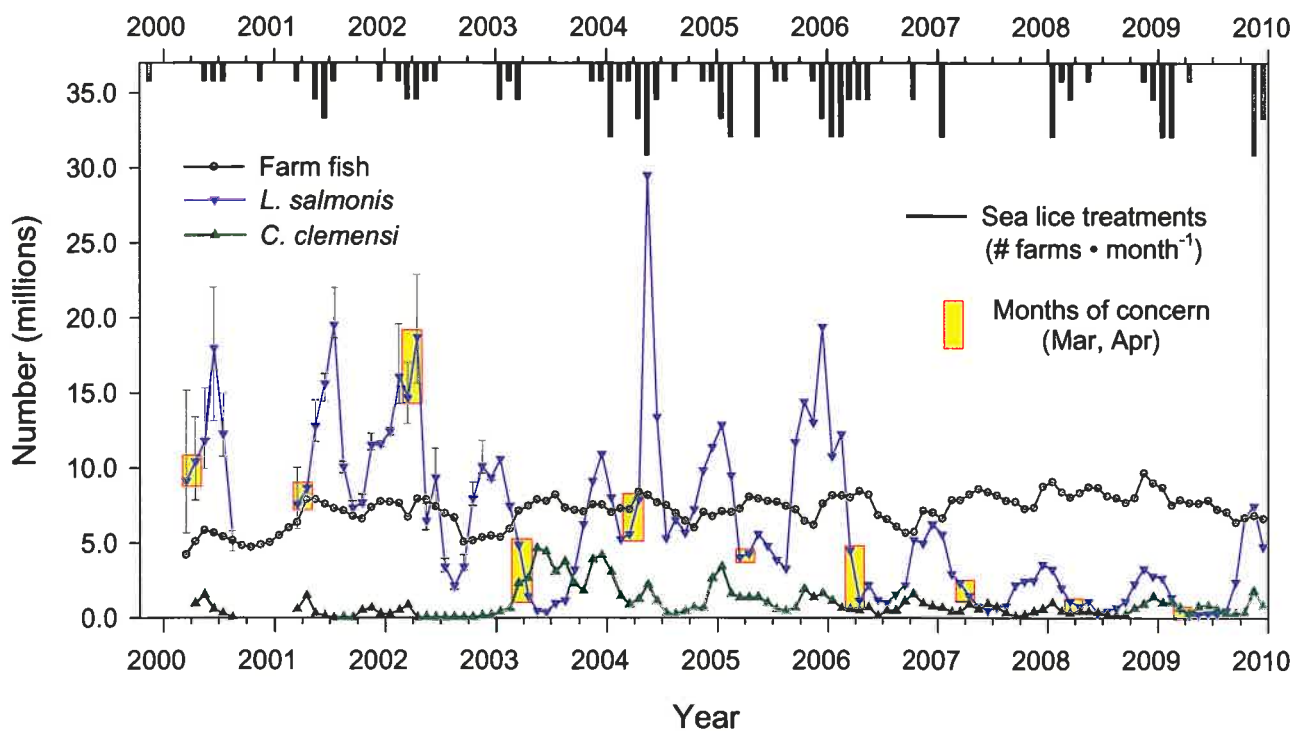 2000 2001 2002 2003 2004 2005 2006 2007 2008 2009 2010
35.0
30.0
25.0
20.0
15.0
10.0
5.0
0.0
Number (millions)
Farm fish
L. salmonis
C. clemensi
Sea lice treatments
(# farms • month⁻¹)
Months of concern
(Mar, Apr)
2000 2001 2002 2003 2004 2005 2006 2007 2008 2009 2010
Year